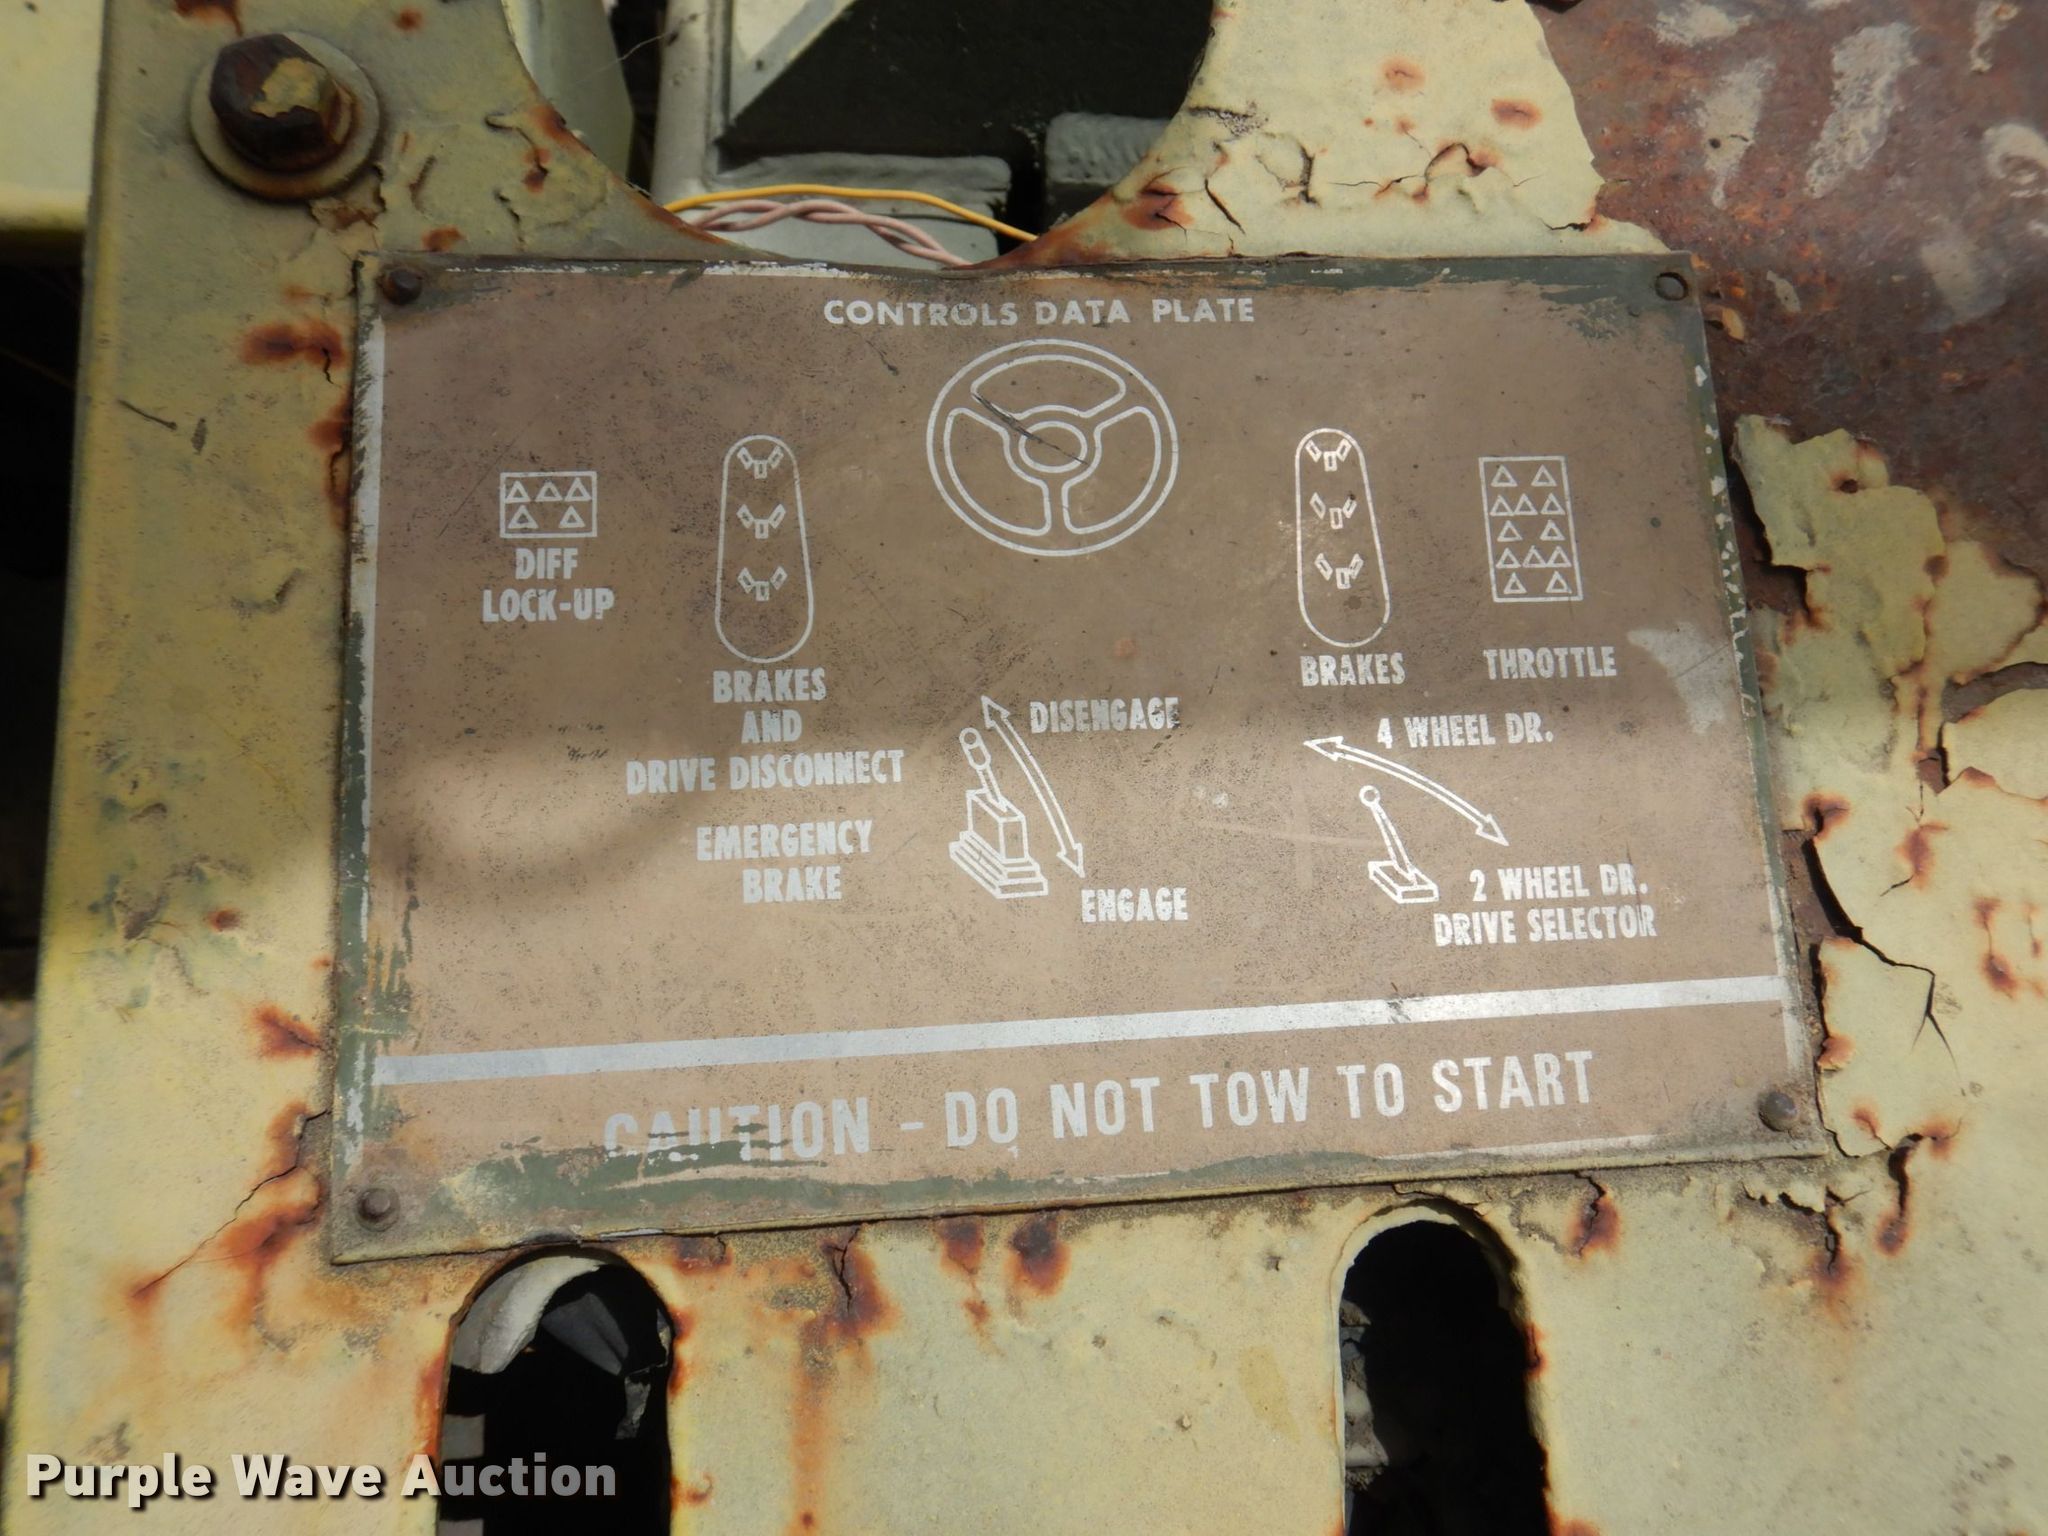 CONTROLS DATA PLATE
DIFF
LOCK-UP
BRAKES
AND
DRIVE DISCONNECT
BRAKES
THROTTLE
EMERGENCY
BRAKE
DISENGAGE
ENGAGE
4 WHEEL DR.
2 WHEEL DR.
DRIVE SELECTOR
CAUTION - DO NOT TOW TO START
Purple Wave Auction